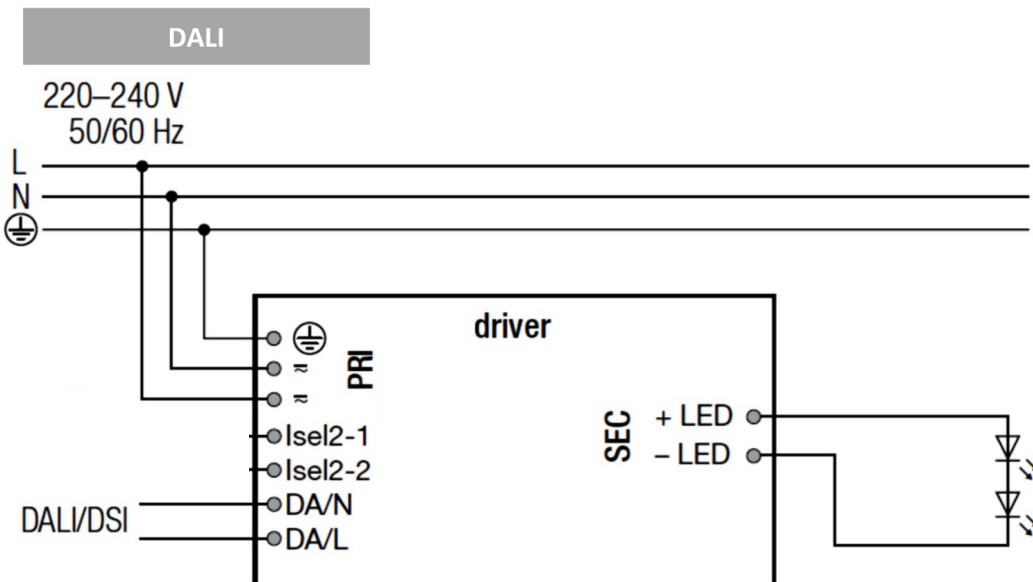 DALI
220–240 V
50/60 Hz
L
N
driver
PRI
≂
≂
Isel2-1
Isel2-2
DA/N
DA/L
DALI/DSI
SEC
+ LED
– LED